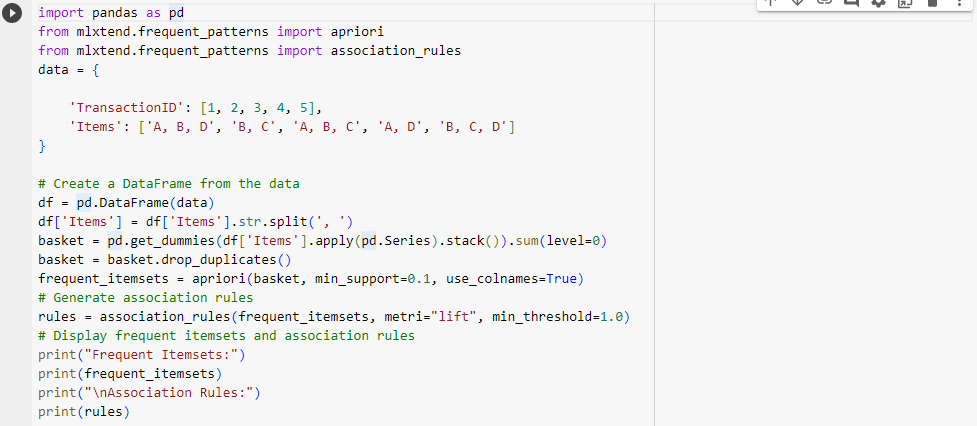 import pandas as pd
from mlxtend.frequent_patterns import apriori
from mlxtend.frequent_patterns import association_rules
data = {
    'TransactionID': [1, 2, 3, 4, 5],
    'Items': ['A, B, D', 'B, C', 'A, B, C', 'A, D', 'B, C, D']
}
# Create a DataFrame from the data
df = pd.DataFrame(data)
df['Items'] = df['Items'].str.split(', ')
basket = pd.get_dummies(df['Items'].apply(pd.Series).stack()).sum(level=0)
basket = basket.drop_duplicates()
frequent_itemsets = apriori(basket, min_support=0.1, use_colnames=True)
# Generate association rules
rules = association_rules(frequent_itemsets, metri="lift", min_threshold=1.0)
# Display frequent itemsets and association rules
print("Frequent Itemsets:")
print(frequent_itemsets)
print("\nAssociation Rules:")
print(rules)